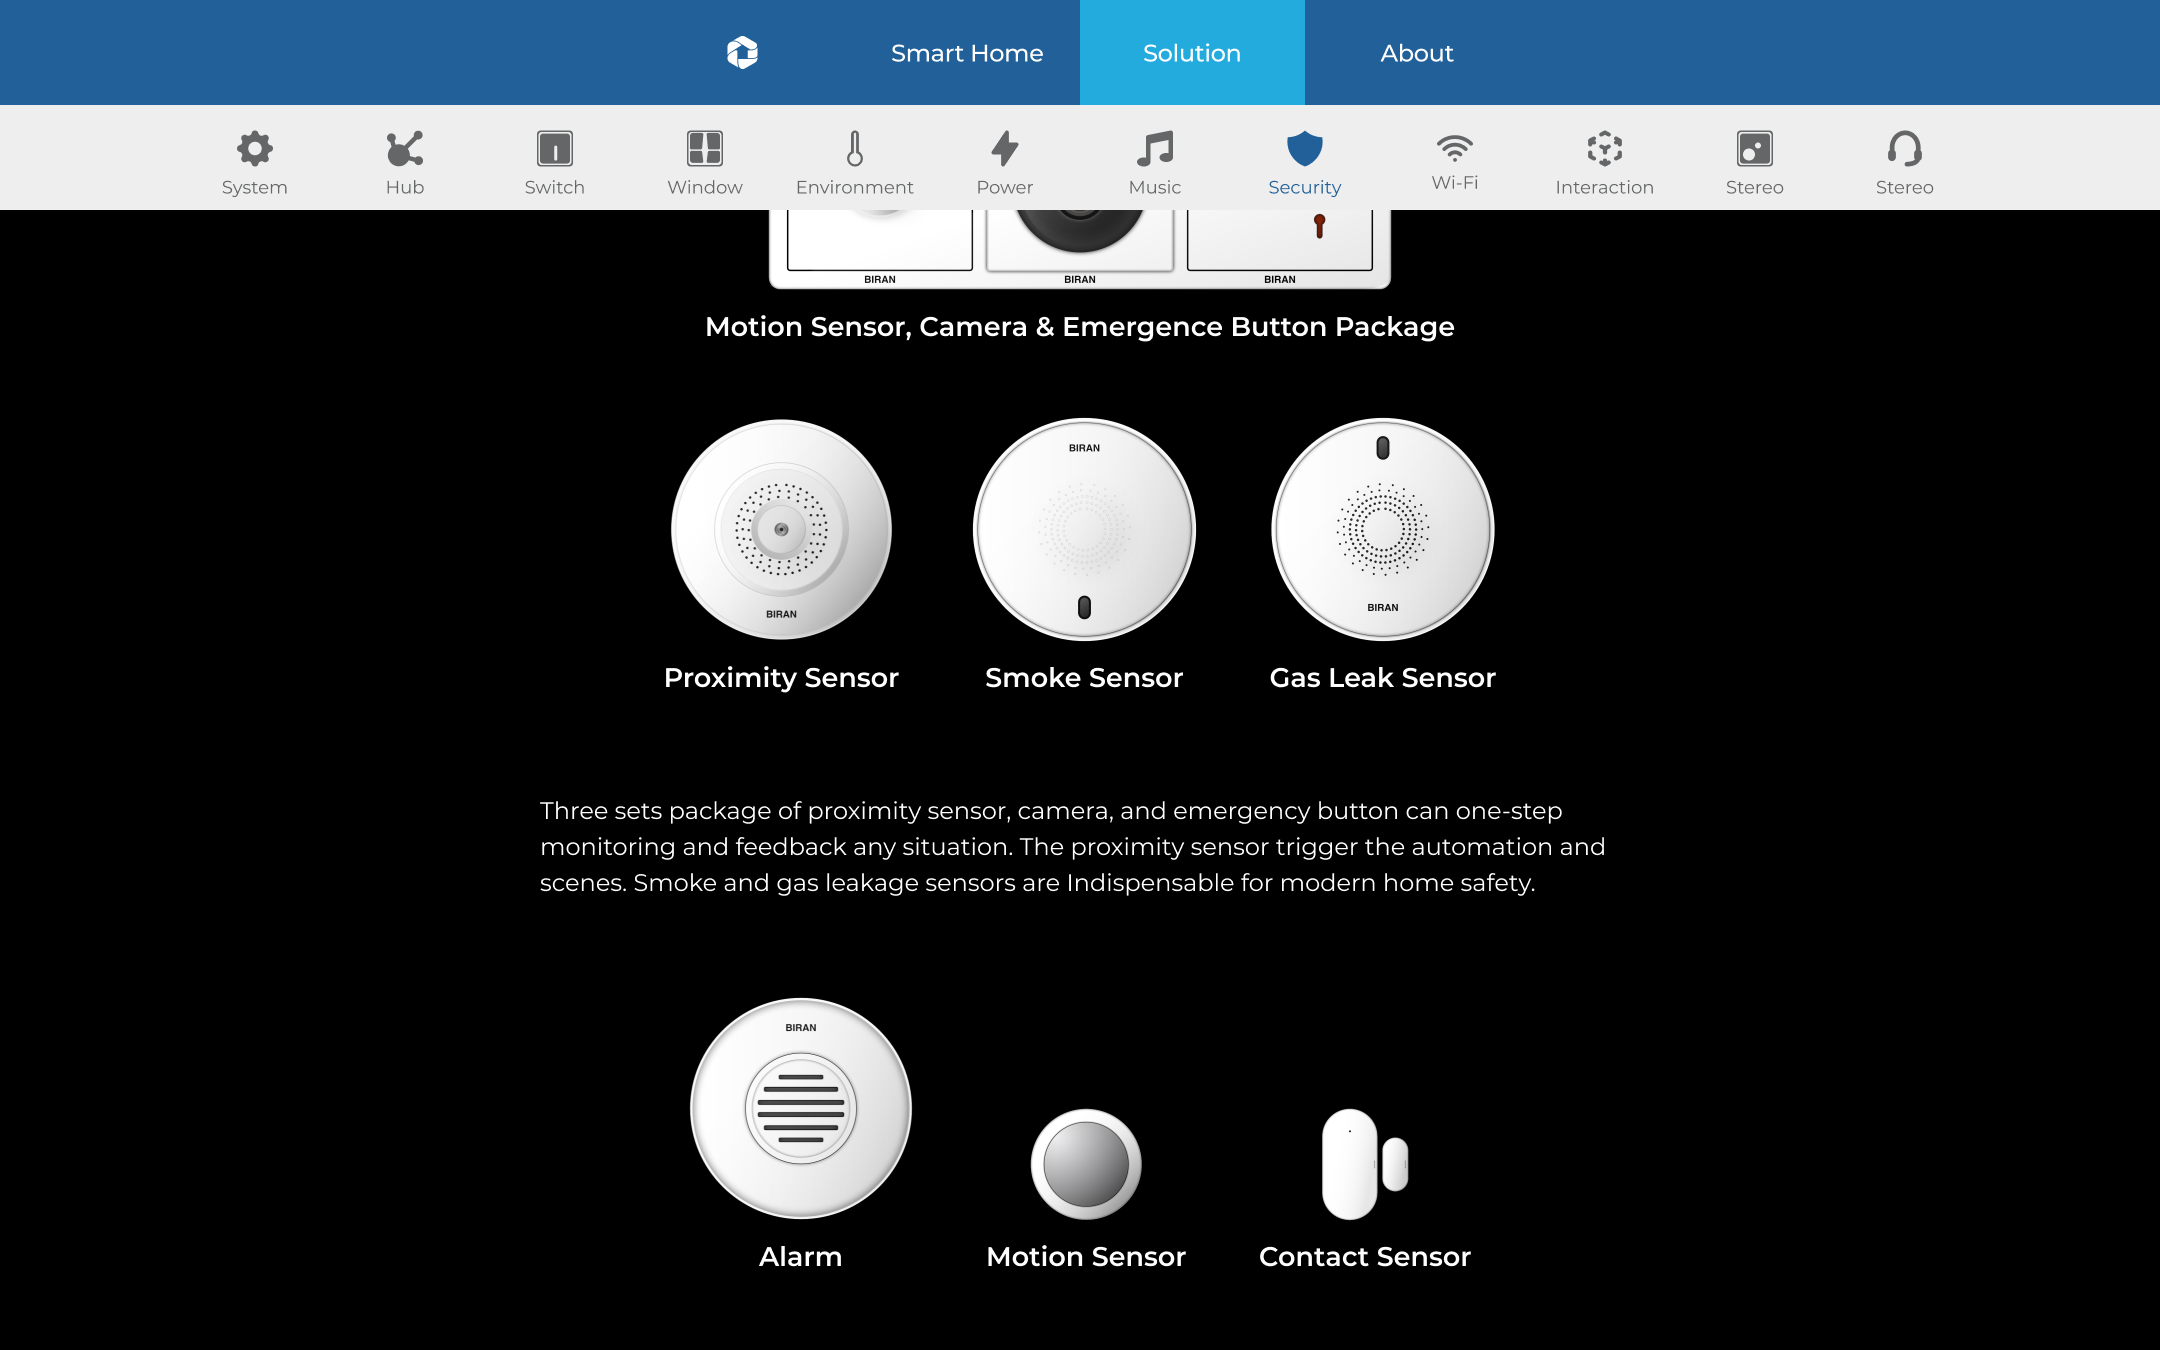 Smart Home
Solution
About
System
Hub
Switch
Window
Environment
Power
Music
Security
Wi-Fi
Interaction
Stereo
Stereo
BIRAN
BIRAN
BIRAN
Motion Sensor, Camera & Emergence Button Package
BIRAN
BIRAN
BIRAN
Proximity Sensor
Smoke Sensor
Gas Leak Sensor
Three sets package of proximity sensor, camera, and emergency button can one-step
monitoring and feedback any situation. The proximity sensor trigger the automation and
scenes. Smoke and gas leakage sensors are Indispensable for modern home safety.
BIRAN
Alarm
Motion Sensor
Contact Sensor